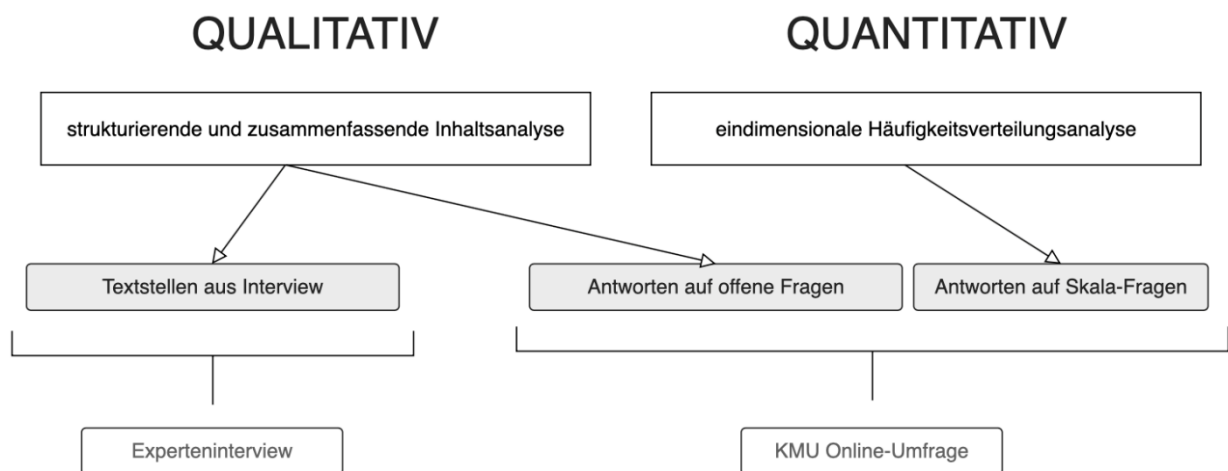 QUALITATIV
QUANTITATIV
strukturierende und zusammenfassende Inhaltsanalyse
eindimensionale Häufigkeitsverteilungsanalyse
Textstellen aus Interview
Antworten auf offene Fragen
Antworten auf Skala-Fragen
Experteninterview
KMU Online-Umfrage